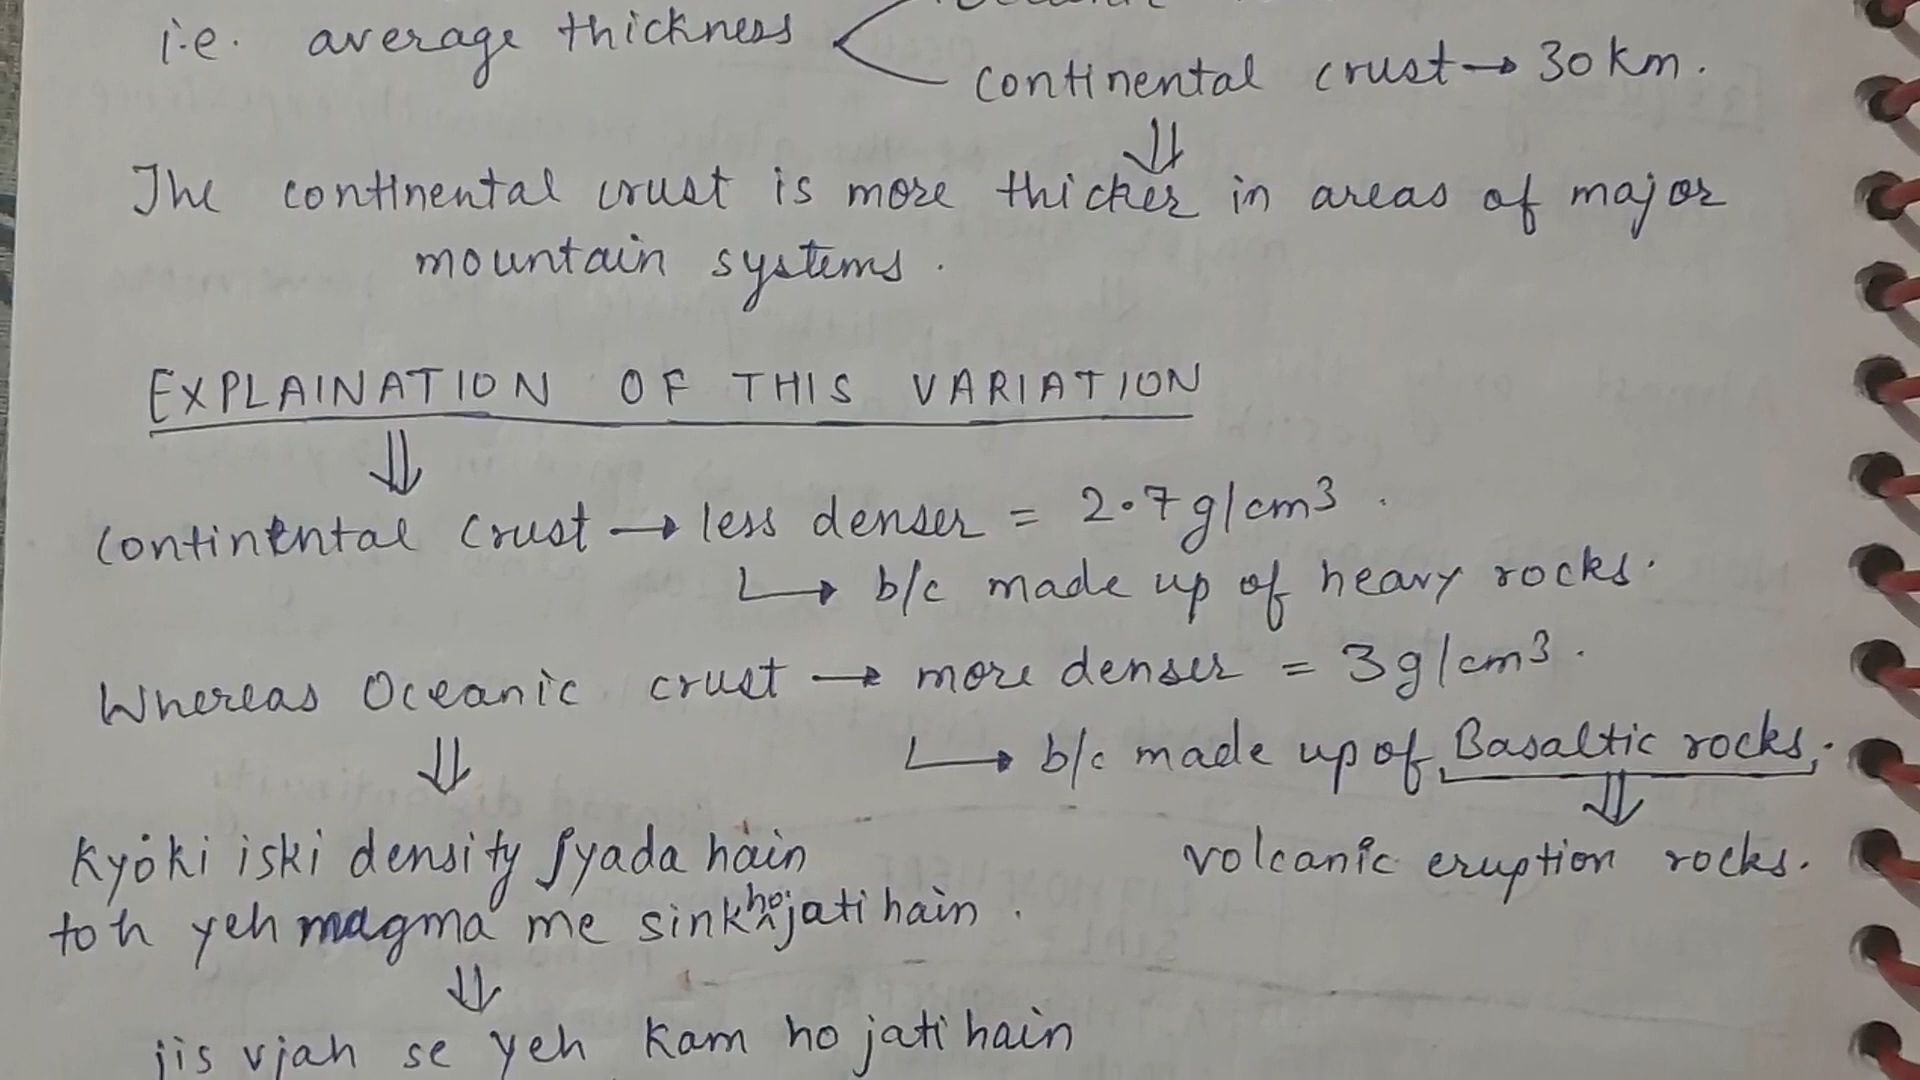 i.e. average thickness
continental crust → 30 km.
⇓
The continental crust is more thicker in areas of major
mountain systems.
EXPLAINATION OF THIS VARIATION
⇓
Continental crust → less denser = 2.7 g/cm3.
↳ b/c made up of heavy rocks.
Whereas Oceanic crust → more denser = 3g/cm3.
⇓
↳ b/c made up of Basaltic rocks.
⇓
volcanic eruption rocks.
Kyoki iski density jyada hain
toh yeh magma me sink ho jati hain.
⇓
jis vjah se yeh kam ho jati hain